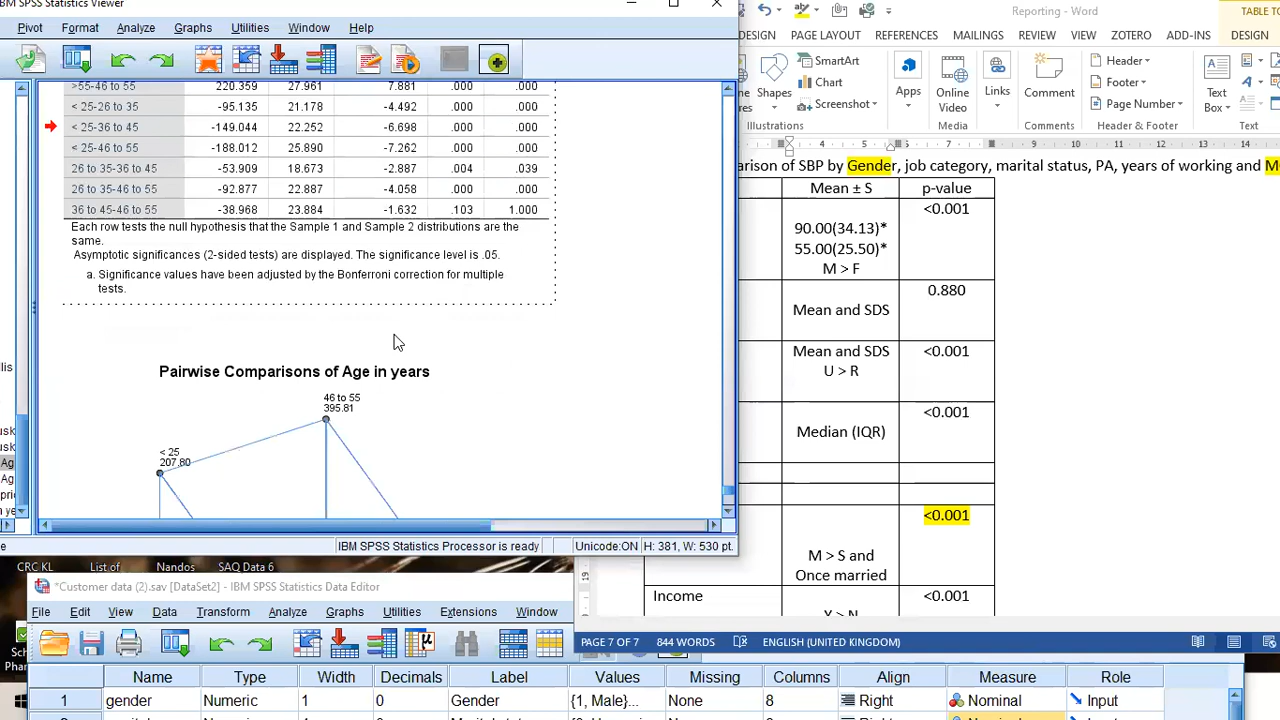 IBM SPSS Statistics Viewer
Pivot Format Analyze Graphs Utilities Window Help
>55-46 to 55 220.359 27.961 7.881 .000 .000
< 25-26 to 35 -95.135 21.178 -4.492 .000 .000
< 25-36 to 45 -149.044 22.252 -6.698 .000 .000
< 25-46 to 55 -188.012 25.890 -7.262 .000 .000
26 to 35-36 to 45 -53.909 18.673 -2.887 .004 .039
26 to 35-46 to 55 -92.877 22.887 -4.058 .000 .000
36 to 45-46 to 55 -38.968 23.884 -1.632 .103 1.000
Each row tests the null hypothesis that the Sample 1 and Sample 2 distributions are the
same.
Asymptotic significances (2-sided tests) are displayed. The significance level is .05.
a. Significance values have been adjusted by the Bonferroni correction for multiple
tests.
Pairwise Comparisons of Age in years
46 to 55
395.81
< 25
207.80
IBM SPSS Statistics Processor is ready Unicode:ON H: 381, W: 530 pt.
Reporting - Word TABLE TO
DESIGN PAGE LAYOUT REFERENCES MAILINGS REVIEW VIEW ZOTERO ADD-INS DESIGN
Shapes SmartArt Chart Screenshot
Apps Online Video Links Comment
Header Footer Page Number Text Box
Illustrations Media Comments Header & Footer Text
4 5 6 7 8 9 10 11 12 13 14
arison of SBP by Gender, job category, marital status, PA, years of working and M
Mean ± S p-value
<0.001
90.00(34.13)*
55.00(25.50)*
M > F
0.880
Mean and SDS
Mean and SDS <0.001
U > R
<0.001
Median (IQR)
<0.001
M > S and
Once married
Income <0.001
Y > N
19
PAGE 7 OF 7 844 WORDS ENGLISH (UNITED KINGDOM)
CRC KL List of Nandos SAQ Data 6
*Customer data (2).sav [DataSet2] - IBM SPSS Statistics Data Editor
File Edit View Data Transform Analyze Graphs Utilities Extensions Window
Name Type Width Decimals Label Values Missing Columns Align Measure Role
1 gender Numeric 1 0 Gender {1, Male}... None 8 Right Nominal Input